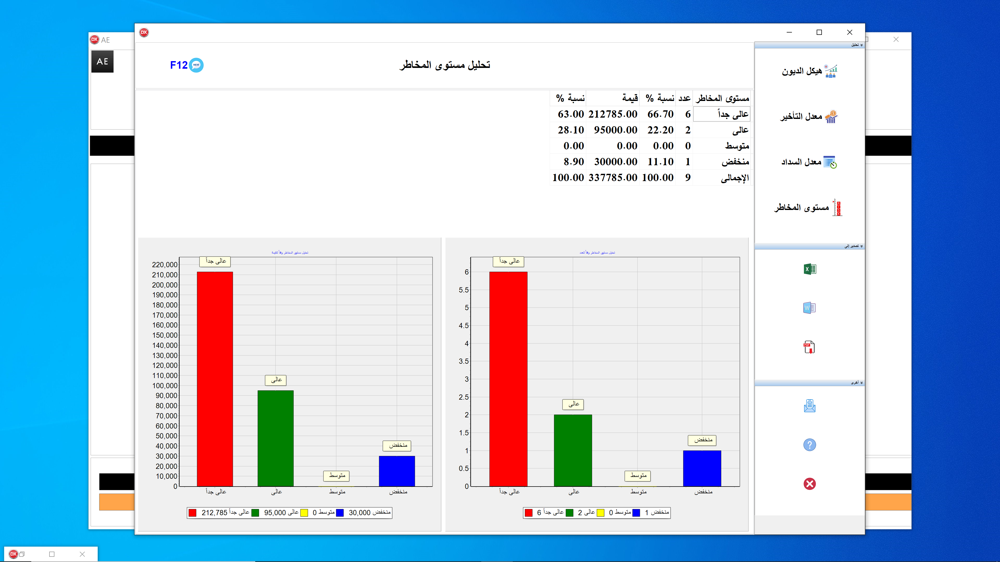 AE
AE
تحليل مستوى المخاطر
F12
NEW
مستوى المخاطر عدد نسبة % قيمة نسبة %
عالى جداً 6 66.70 212785.00 63.00
عالى 2 22.20 95000.00 28.10
متوسط 0 0.00 0.00 0.00
منخفض 1 11.10 30000.00 8.90
الإجمالى 9 100.00 337785.00 100.00
تحليل
هيكل الديون
معدل التأخير
معدل السداد
مستوى المخاطر
RISK
تصدير إلى
X
W
PDF
أخرى
?
تحليل مستوى المخاطر وفقاً للعدد
6
5.5
5
4.5
4
3.5
3
2.5
2
1.5
1
0.5
0
عالى جداً
عالى
متوسط
منخفض
عالى جداً عالى متوسط منخفض
عالى جداً 6 عالى 2 متوسط 0 منخفض 1
تحليل مستوى المخاطر وفقاً للقيمة
220,000
210,000
200,000
190,000
180,000
170,000
160,000
150,000
140,000
130,000
120,000
110,000
100,000
90,000
80,000
70,000
60,000
50,000
40,000
30,000
20,000
10,000
0
عالى جداً
عالى
متوسط
منخفض
عالى جداً عالى متوسط منخفض
عالى جداً 212,785 عالى 95,000 متوسط 0 منخفض 30,000
DX
DX
DX